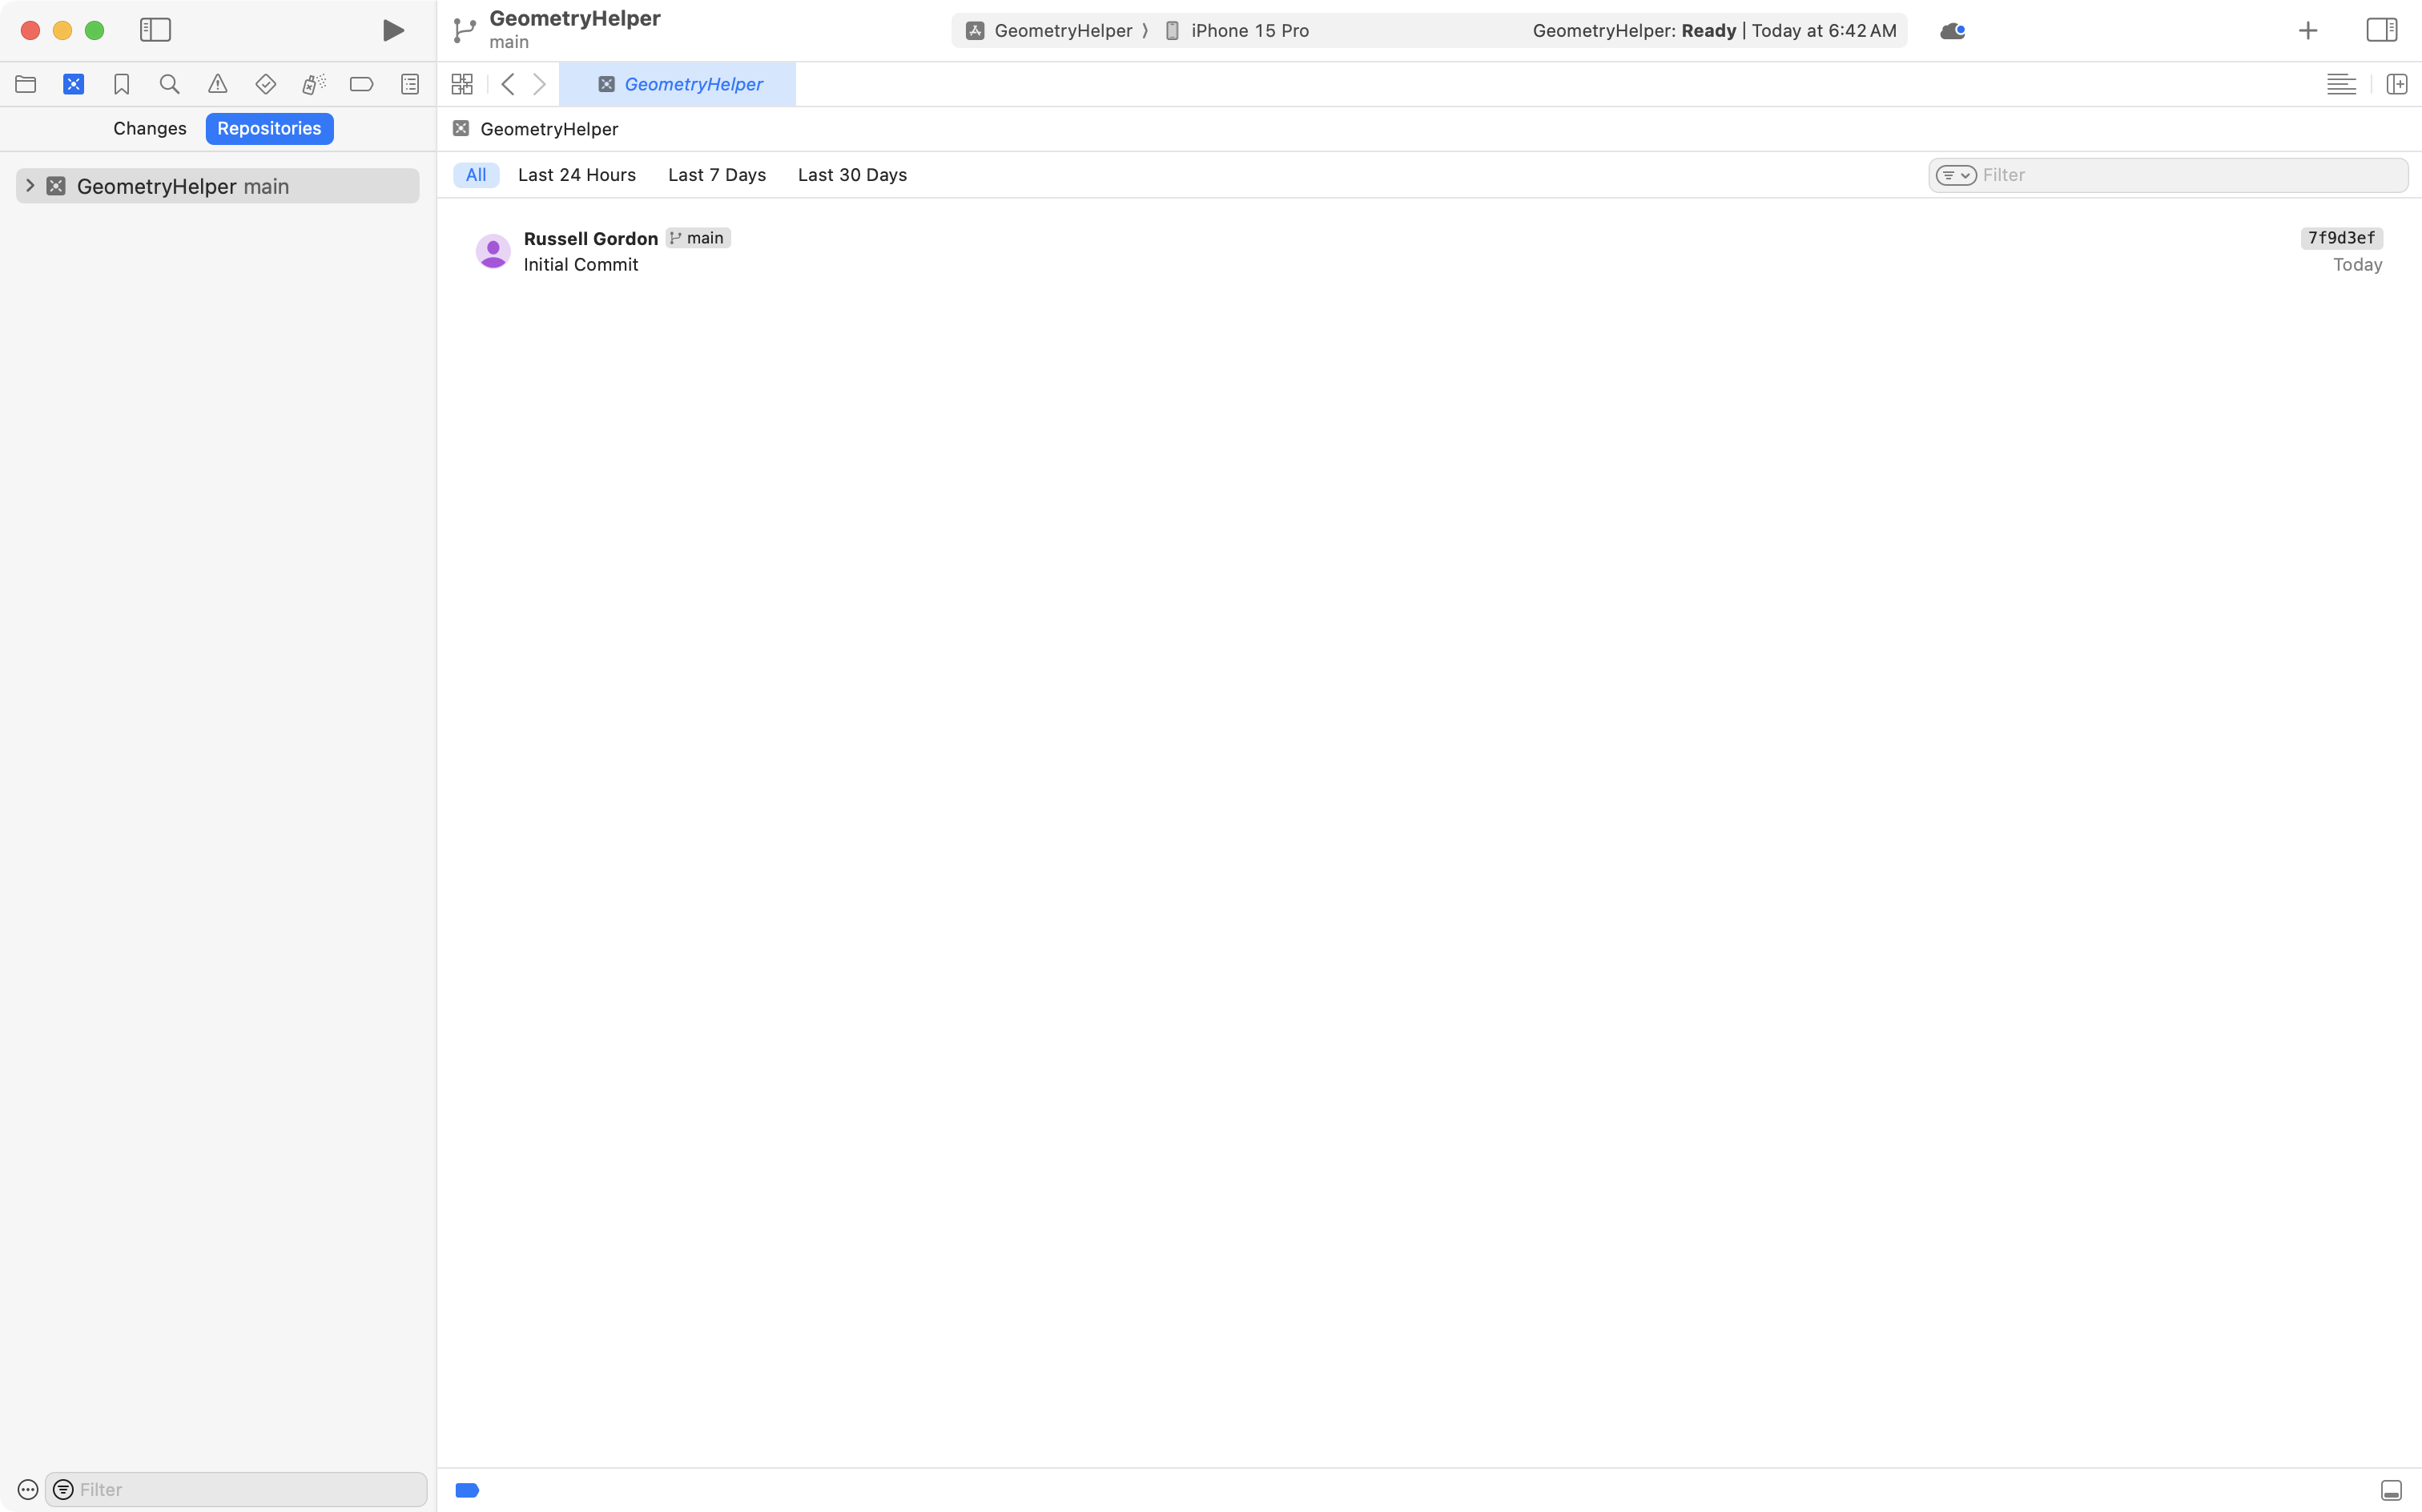 GeometryHelper
main
GeometryHelper
iPhone 15 Pro
GeometryHelper: Ready | Today at 6:42 AM
GeometryHelper
Changes
Repositories
GeometryHelper
All
Last 24 Hours
Last 7 Days
Last 30 Days
Filter
GeometryHelper main
Russell Gordon
main
7f9d3ef
Initial Commit
Today
Filter